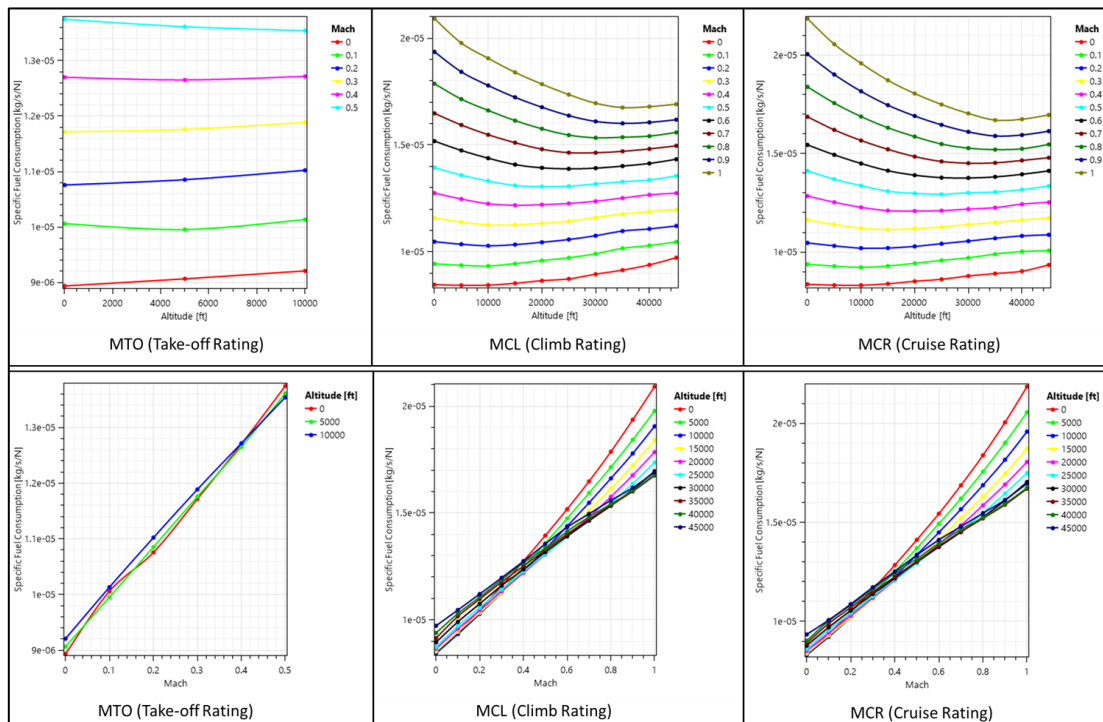 Specific Fuel Consumption [kg/s/N]
1.3e-05
1.2e-05
1.1e-05
1e-05
9e-06
0 2000 4000 6000 8000 10000
Altitude [ft]
Mach
0
0.1
0.2
0.3
0.4
0.5
MTO (Take-off Rating)
Specific Fuel Consumption [kg/s/N]
2e-05
1.5e-05
1e-05
0 10000 20000 30000 40000
Altitude [ft]
Mach
0
0.1
0.2
0.3
0.4
0.5
0.6
0.7
0.8
0.9
1
MCL (Climb Rating)
Specific Fuel Consumption [kg/s/N]
2e-05
1.5e-05
1e-05
0 10000 20000 30000 40000
Altitude [ft]
Mach
0
0.1
0.2
0.3
0.4
0.5
0.6
0.7
0.8
0.9
1
MCR (Cruise Rating)
Specific Fuel Consumption [kg/s/N]
1.3e-05
1.2e-05
1.1e-05
1e-05
9e-06
0 0.1 0.2 0.3 0.4 0.5
Mach
Altitude [ft]
0
5000
10000
MTO (Take-off Rating)
Specific Fuel Consumption [kg/s/N]
2e-05
1.5e-05
1e-05
0 0.2 0.4 0.6 0.8 1
Mach
Altitude [ft]
0
5000
10000
15000
20000
25000
30000
35000
40000
45000
MCL (Climb Rating)
Specific Fuel Consumption [kg/s/N]
2e-05
1.5e-05
1e-05
0 0.2 0.4 0.6 0.8 1
Mach
Altitude [ft]
0
5000
10000
15000
20000
25000
30000
35000
40000
45000
MCR (Cruise Rating)